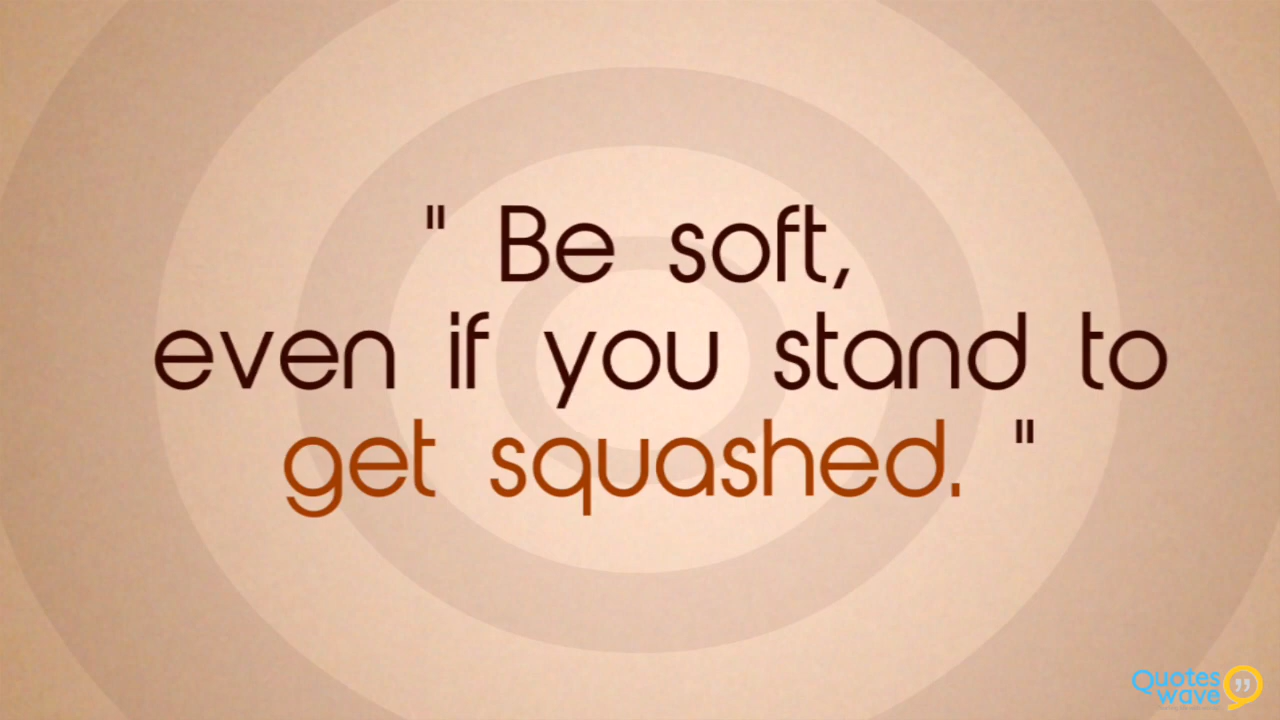 " Be soft,
even if you stand to
get squashed. "
Quotes
wave